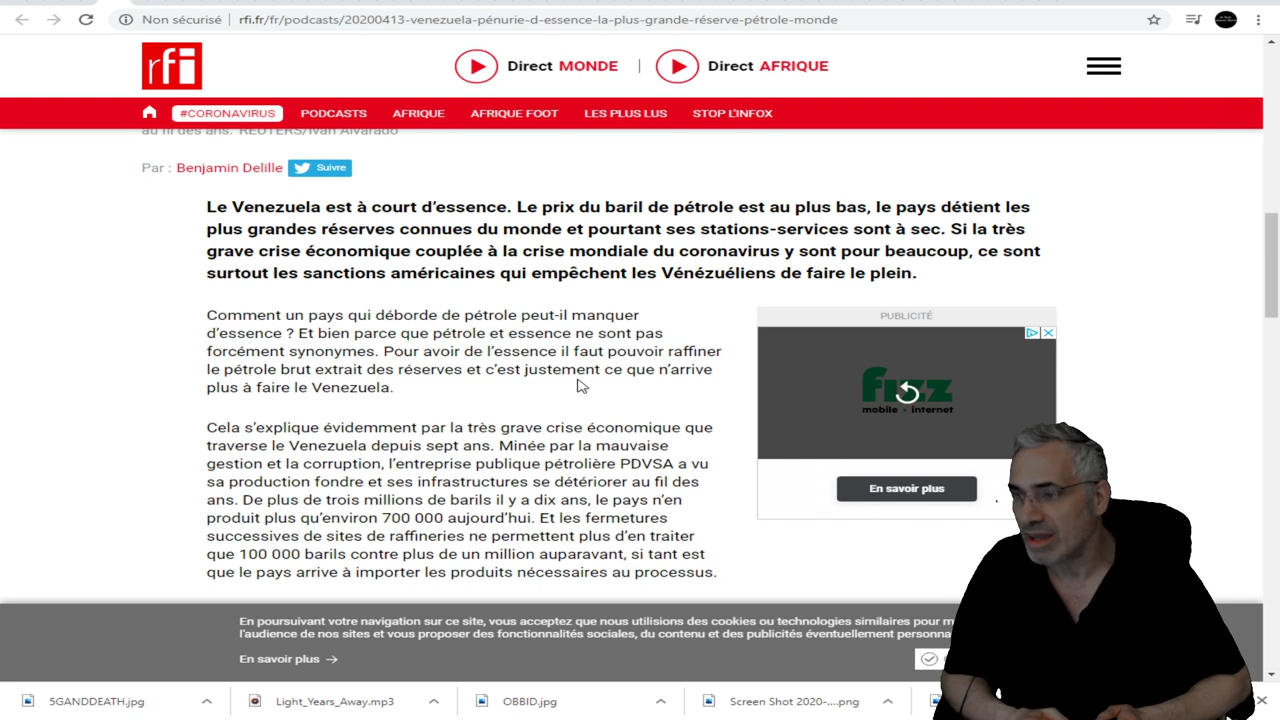 Non sécurisé | rfi.fr/fr/podcasts/20200413-venezuela-pénurie-d-essence-la-plus-grande-réserve-pétrole-monde
rfi
Direct MONDE | Direct AFRIQUE
#CORONAVIRUS PODCASTS AFRIQUE AFRIQUE FOOT LES PLUS LUS STOP L'INFOX
au fil des ans. REUTERS/Ivan Alvarado
Par : Benjamin Delille Suivre
Le Venezuela est à court d'essence. Le prix du baril de pétrole est au plus bas, le pays détient les
plus grandes réserves connues du monde et pourtant ses stations-services sont à sec. Si la très
grave crise économique couplée à la crise mondiale du coronavirus y sont pour beaucoup, ce sont
surtout les sanctions américaines qui empêchent les Vénézuéliens de faire le plein.
Comment un pays qui déborde de pétrole peut-il manquer
d'essence ? Et bien parce que pétrole et essence ne sont pas
forcément synonymes. Pour avoir de l'essence il faut pouvoir raffiner
le pétrole brut extrait des réserves et c'est justement ce que n'arrive
plus à faire le Venezuela.
Cela s'explique évidemment par la très grave crise économique que
traverse le Venezuela depuis sept ans. Minée par la mauvaise
gestion et la corruption, l'entreprise publique pétrolière PDVSA a vu
sa production fondre et ses infrastructures se détériorer au fil des
ans. De plus de trois millions de barils il y a dix ans, le pays n'en
produit plus qu'environ 700 000 aujourd'hui. Et les fermetures
successives de sites de raffineries ne permettent plus d'en traiter
que 100 000 barils contre plus de un million auparavant, si tant est
que le pays arrive à importer les produits nécessaires au processus.
PUBLICITÉ
fizz
mobile • internet
En savoir plus
En poursuivant votre navigation sur ce site, vous acceptez que nous utilisions des cookies ou technologies similaires pour m
l'audience de nos sites et vous proposer des fonctionnalités sociales, du contenu et des publicités éventuellement personna
En savoir plus →
5GANDDEATH.jpg Light_Years_Away.mp3 OBBID.jpg Screen Shot 2020-....png